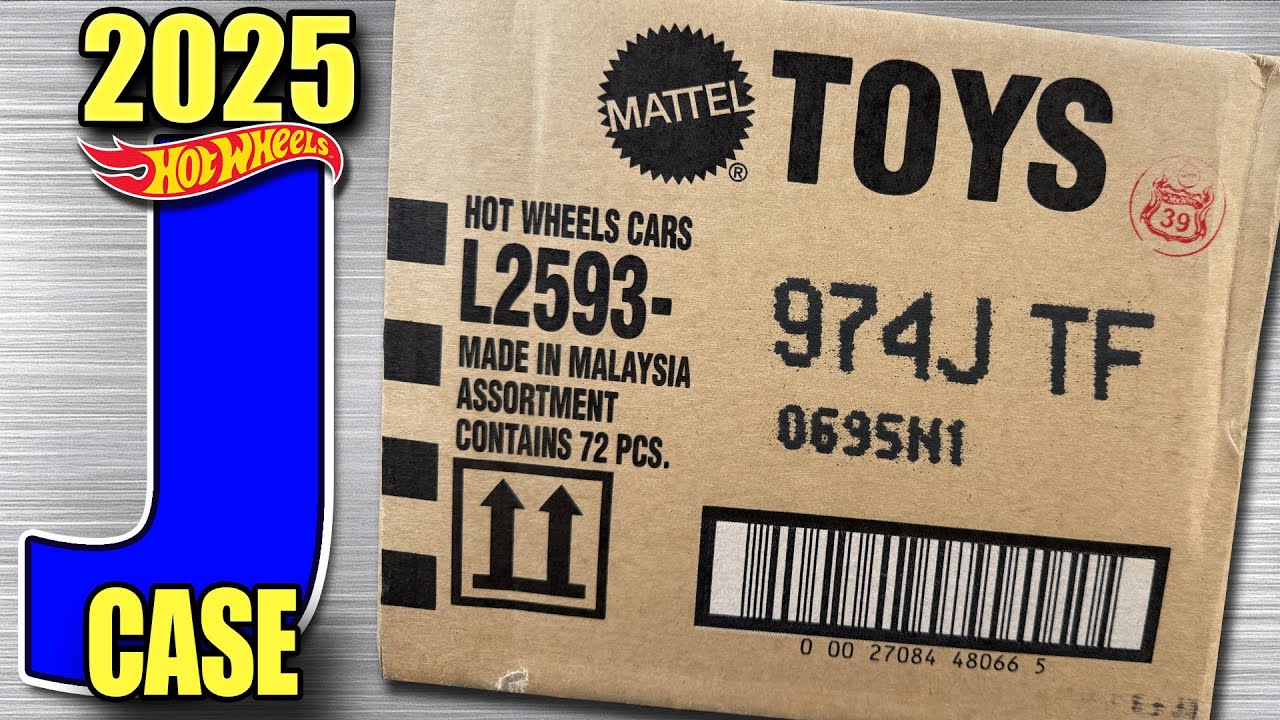 2025
HOT WHEELS
J
CASE
MATTEL
®
TOYS
39
HOT WHEELS CARS
L2593-
MADE IN MALAYSIA
ASSORTMENT
CONTAINS 72 PCS.
974J TF
0695N1
0 00 27084 48066 5